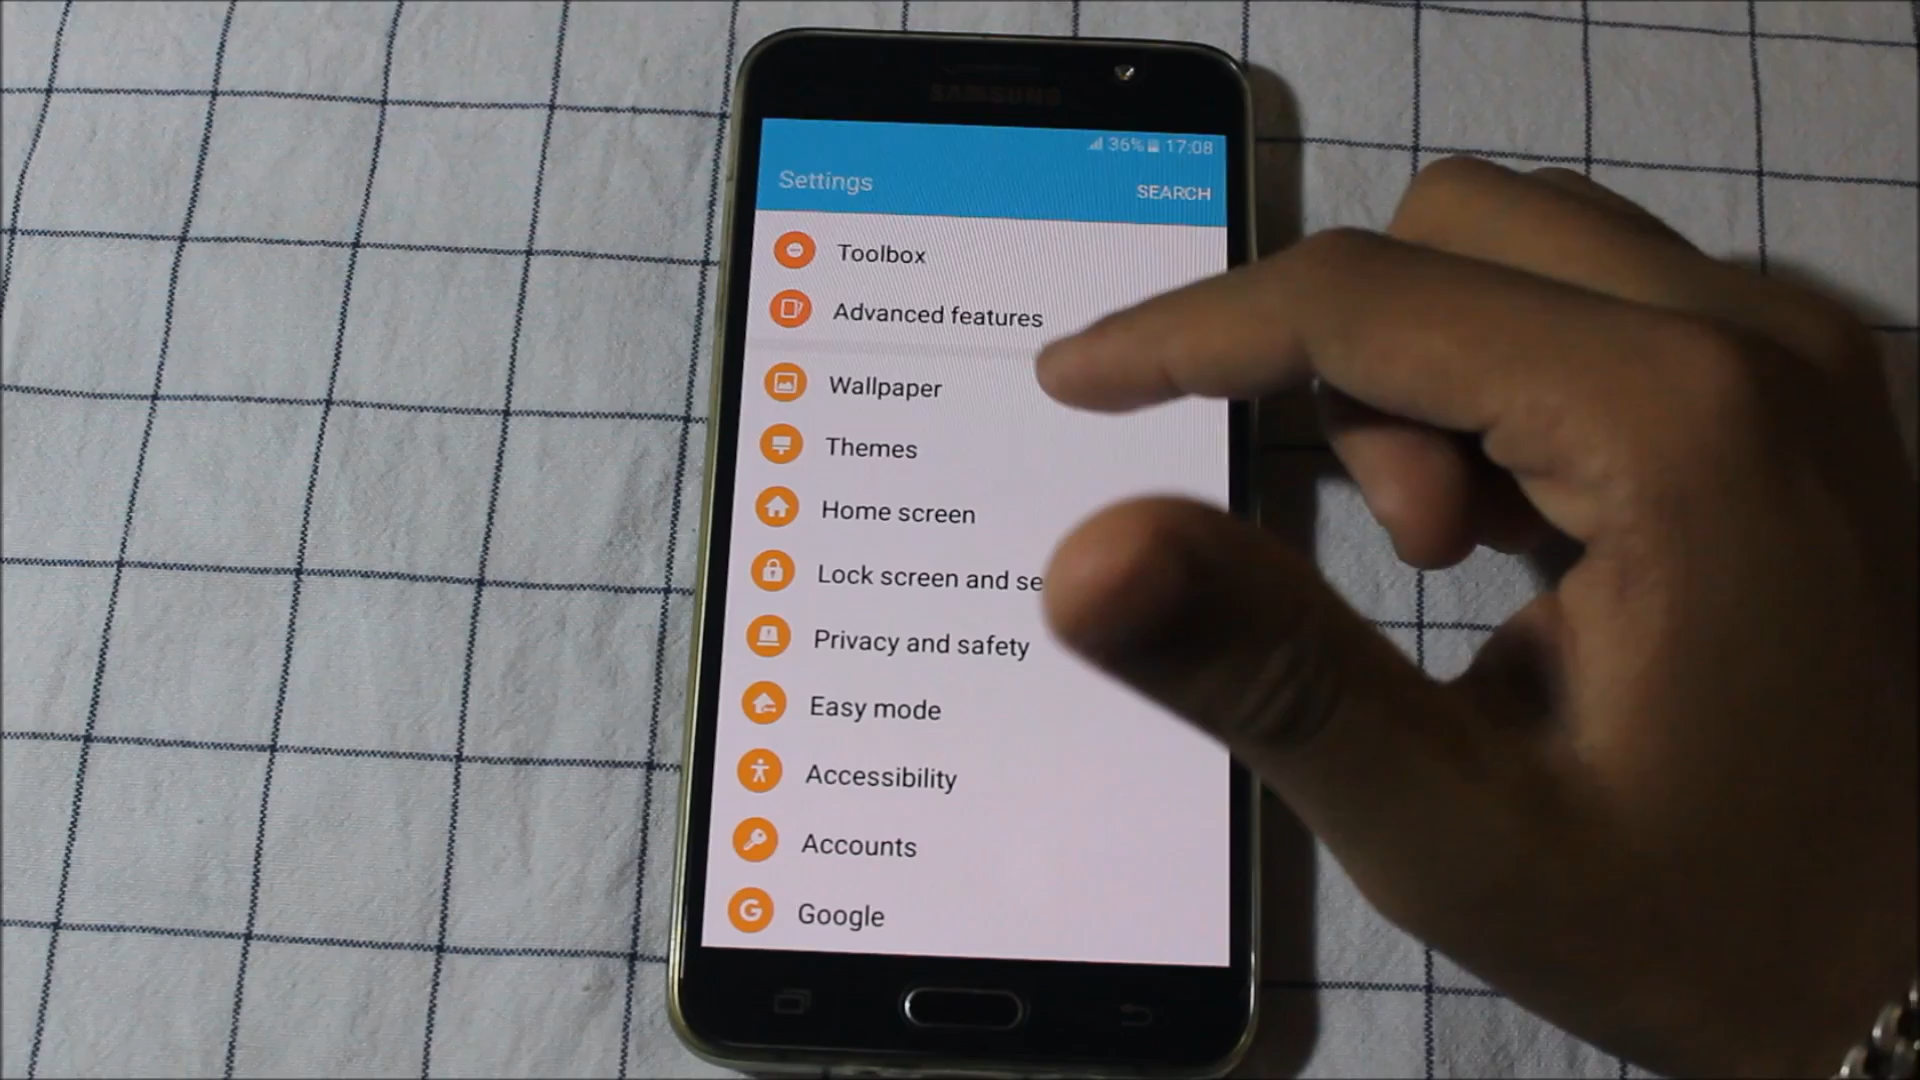 SAMSUNG
36% 17:08
Settings
SEARCH
Toolbox
Advanced features
Wallpaper
Themes
Home screen
Lock screen and se
Privacy and safety
Easy mode
Accessibility
Accounts
Google